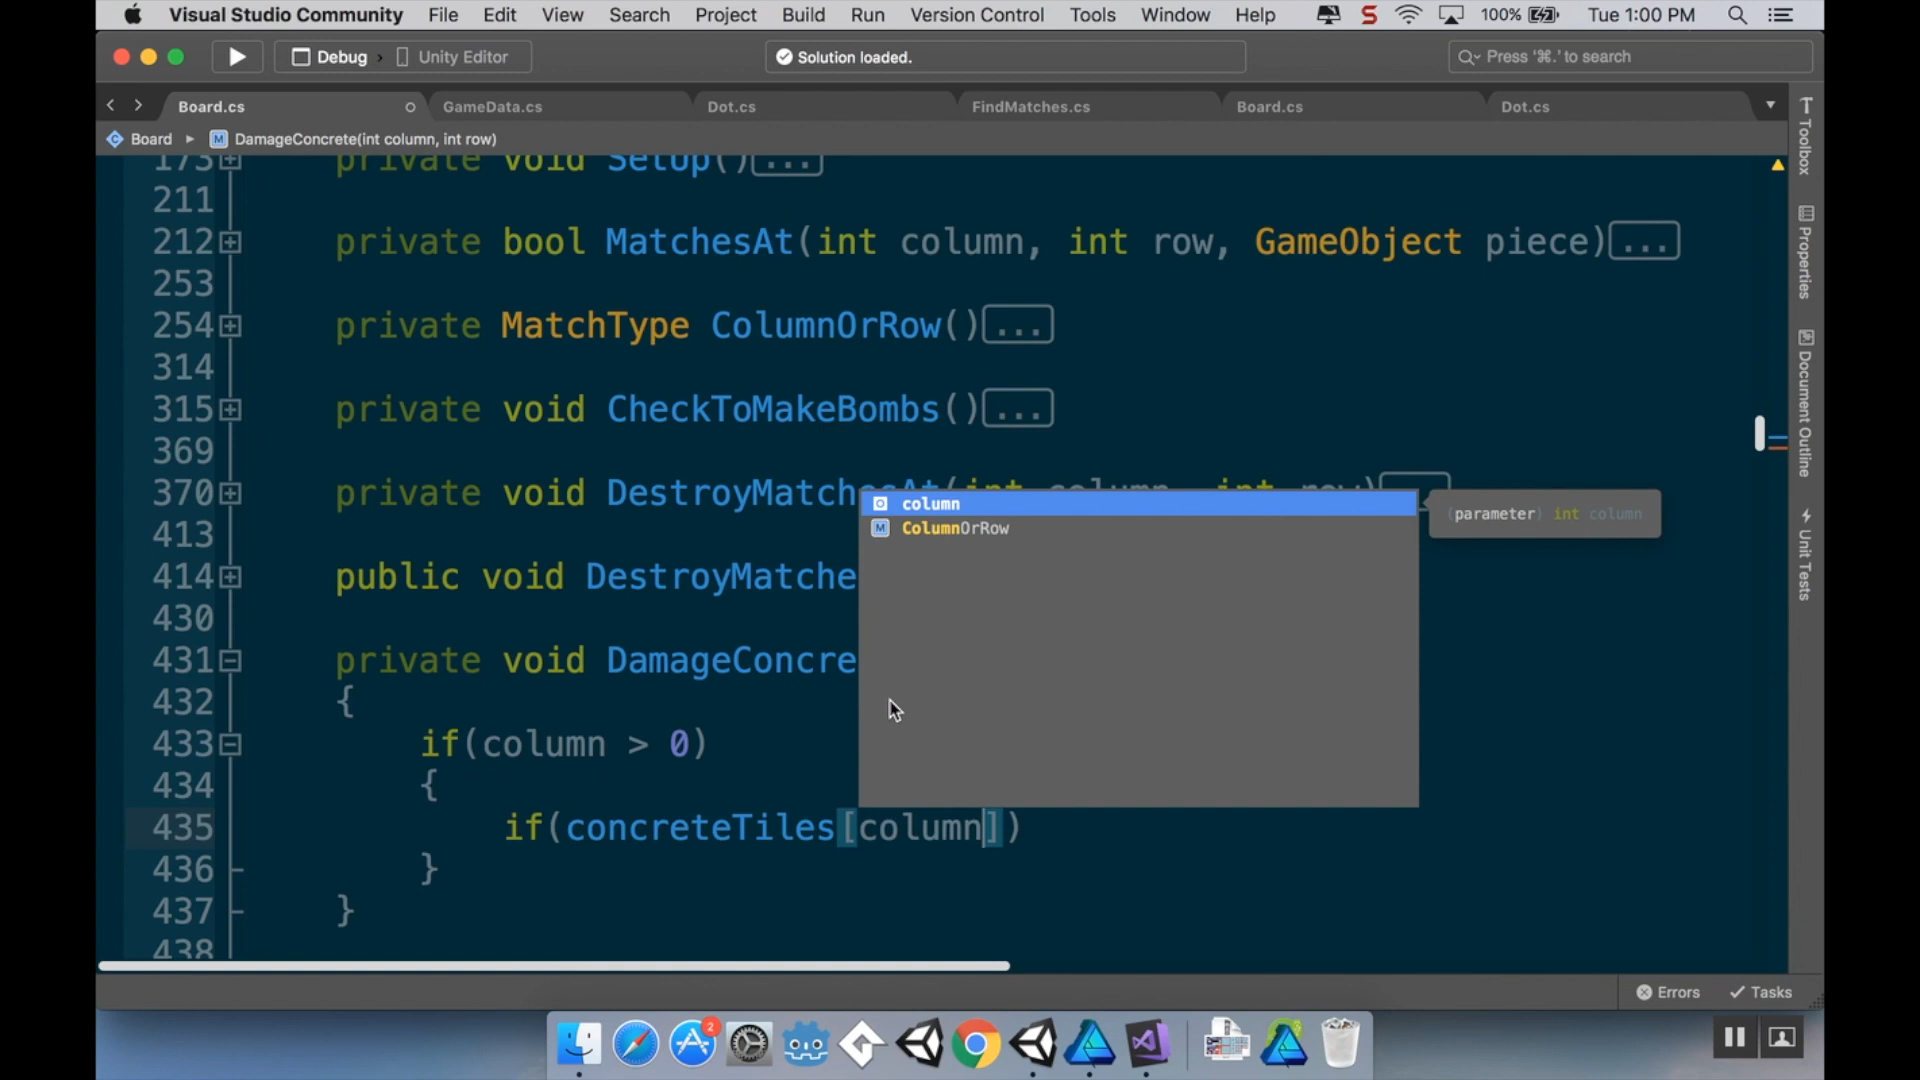 Visual Studio Community File Edit View Search Project Build Run Version Control Tools Window Help S 100% Tue 1:00 PM
Debug Unity Editor Solution loaded. Press '⌘.' to search
Board.cs GameData.cs Dot.cs FindMatches.cs Board.cs Dot.cs
Board DamageConcrete(int column, int row)
173 private void SetUp()...
211
212 private bool MatchesAt(int column, int row, GameObject piece)...
253
254 private MatchType ColumnOrRow()...
314
315 private void CheckToMakeBombs()...
369
370 private void DestroyMatchesAt(int column, int row)
413
414 public void DestroyMatche
430
431 private void DamageConcre
432 {
433 if(column > 0)
434 {
435 if(concreteTiles[column])
436 }
437 }
438
column
ColumnOrRow
(parameter) int column
Toolbox
Properties
Document Outline
Unit Tests
Errors Tasks
2